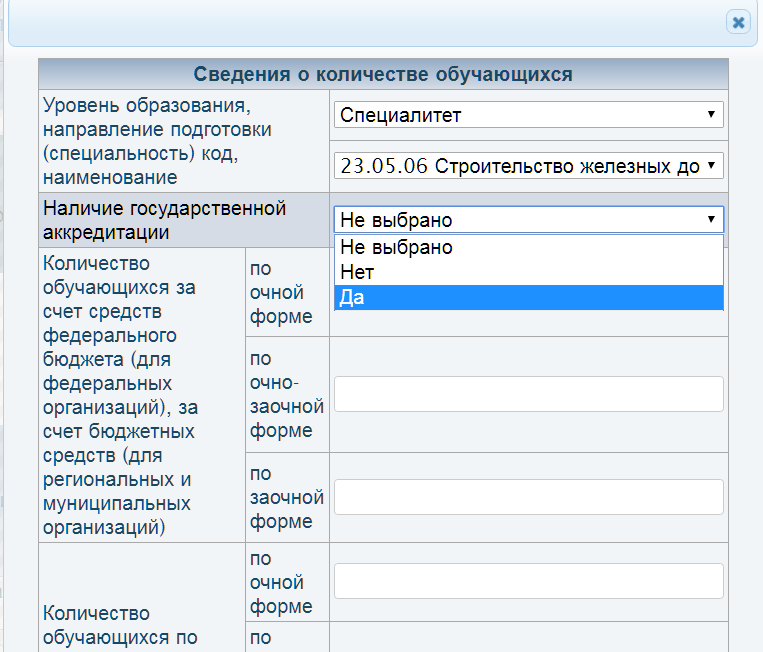 Сведения о количестве обучающихся
Уровень образования,
направление подготовки
(специальность) код,
наименование
Специалитет
23.05.06 Строительство железных до
Наличие государственной
аккредитации
Не выбрано
Не выбрано
Нет
Да
Количество
обучающихся за
счет средств
федерального
бюджета (для
федеральных
организаций), за
счет бюджетных
средств (для
региональных и
муниципальных
организаций)
по
очной
форме
по
очно-
заочной
форме
по
заочной
форме
Количество
обучающихся по
по
очной
форме
по